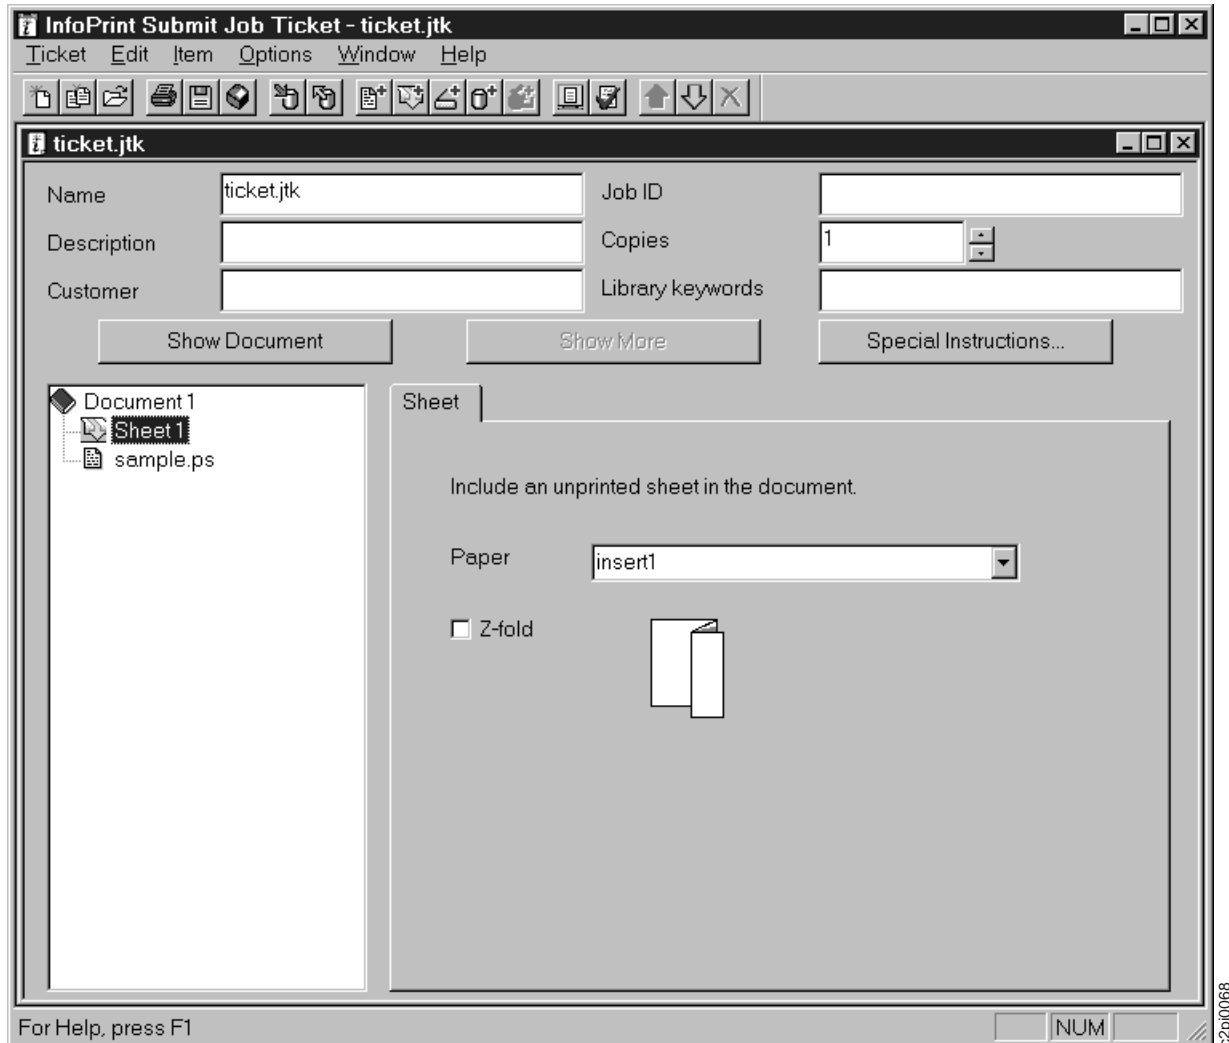 InfoPrint Submit Job Ticket - ticket.jtk
Ticket Edit Item Options Window Help
ticket.jtk
Name ticket.jtk Job ID
Description Copies 1
Customer Library keywords
Show Document Show More Special Instructions...
Document 1
Sheet 1
sample.ps
Sheet
Include an unprinted sheet in the document.
Paper insert1
Z-fold
For Help, press F1 NUM
c2pi0068